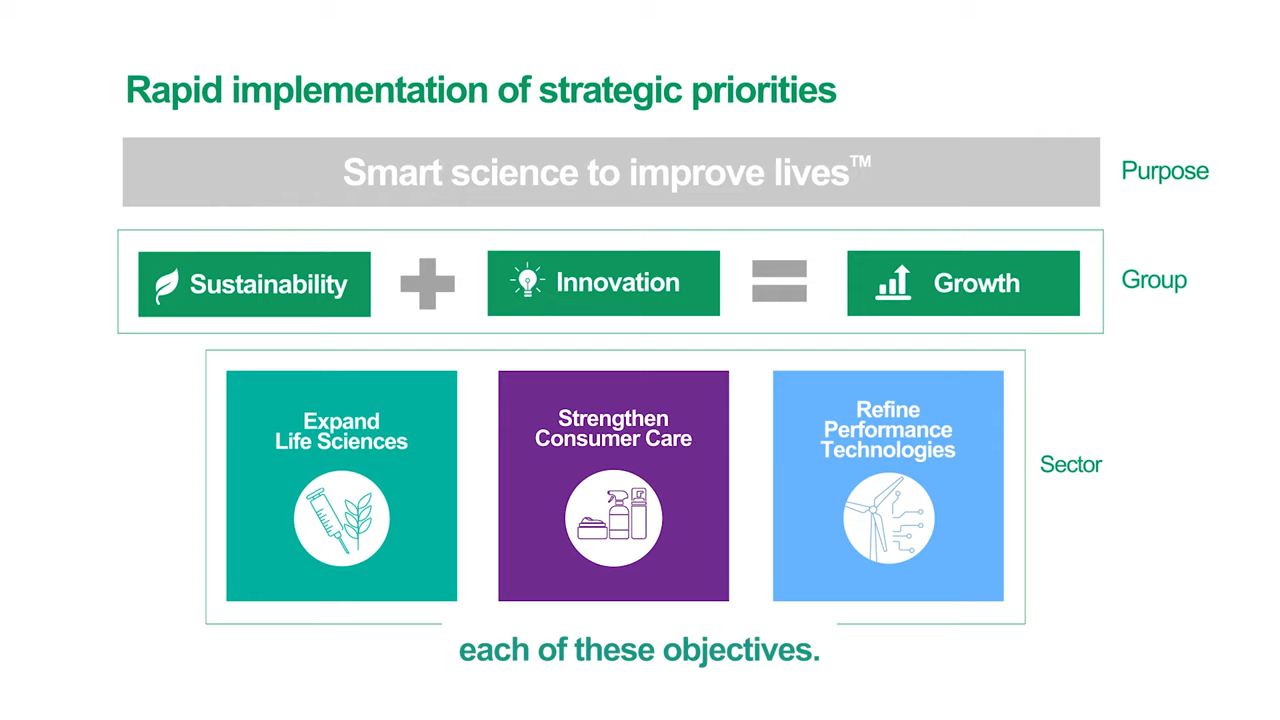 Rapid implementation of strategic priorities
Smart science to improve lives™
Purpose
Sustainability
Innovation
Growth
Group
Expand
Life Sciences
Strengthen
Consumer Care
Refine
Performance
Technologies
Sector
each of these objectives.